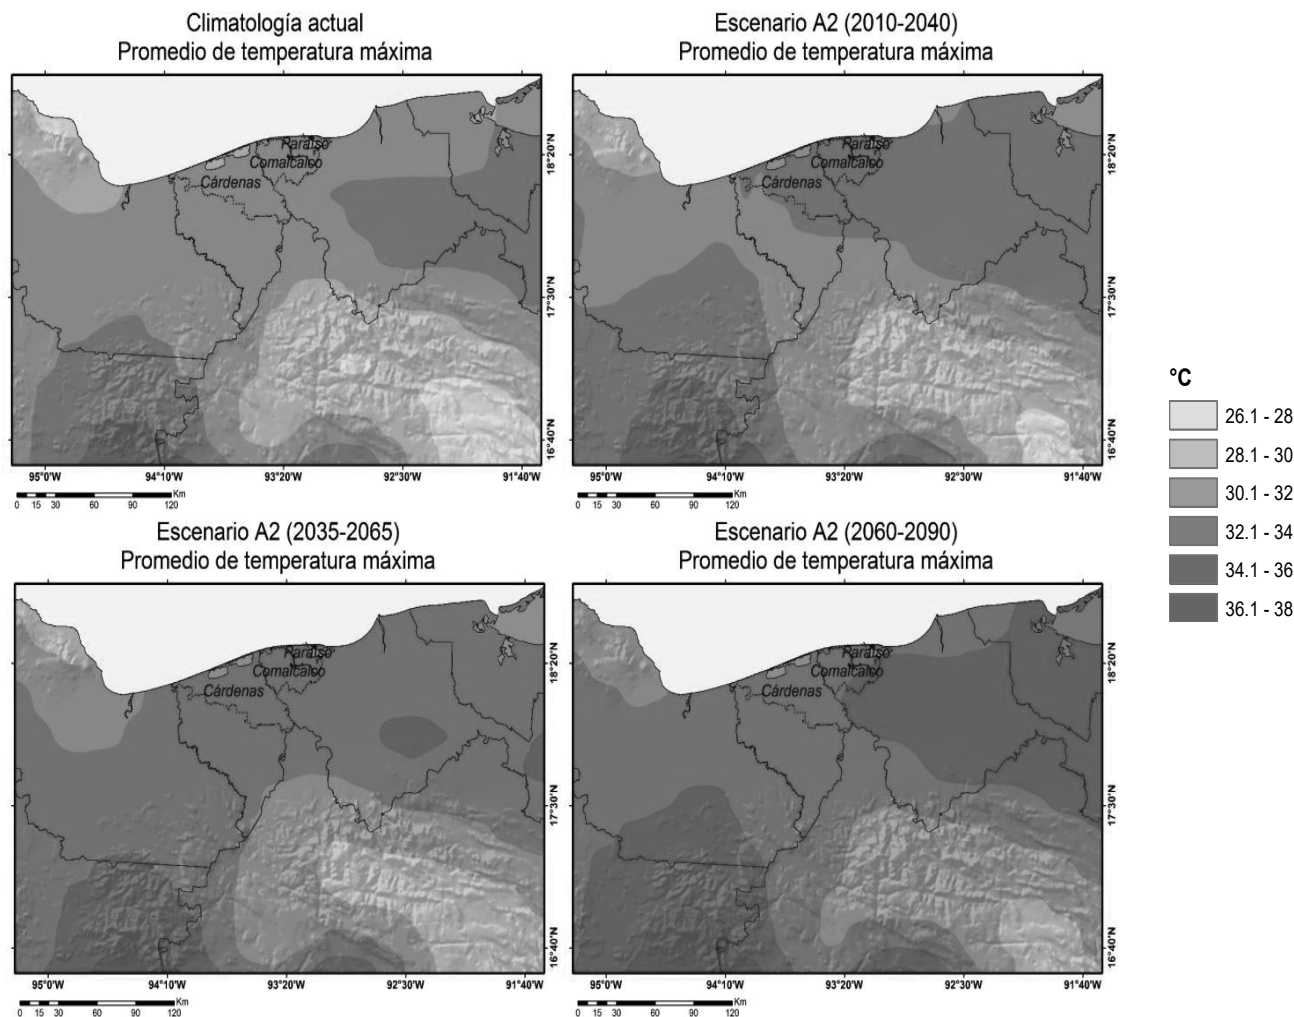 Climatología actual
Promedio de temperatura máxima
Paraíso
Comalcalco
Cárdenas
18°20'N
17°30'N
16°40'N
95°0'W 94°10'W 93°20'W 92°30'W 91°40'W
Km
0 15 30 60 90 120
Escenario A2 (2010-2040)
Promedio de temperatura máxima
Paraíso
Comalcalco
Cárdenas
18°20'N
17°30'N
16°40'N
95°0'W 94°10'W 93°20'W 92°30'W 91°40'W
Km
0 15 30 60 90 120
°C
26.1 - 28
28.1 - 30
30.1 - 32
32.1 - 34
34.1 - 36
36.1 - 38
Escenario A2 (2035-2065)
Promedio de temperatura máxima
Paraíso
Comalcalco
Cárdenas
18°20'N
17°30'N
16°40'N
95°0'W 94°10'W 93°20'W 92°30'W 91°40'W
Km
0 15 30 60 90 120
Escenario A2 (2060-2090)
Promedio de temperatura máxima
Paraíso
Comalcalco
Cárdenas
18°20'N
17°30'N
16°40'N
95°0'W 94°10'W 93°20'W 92°30'W 91°40'W
Km
0 15 30 60 90 120